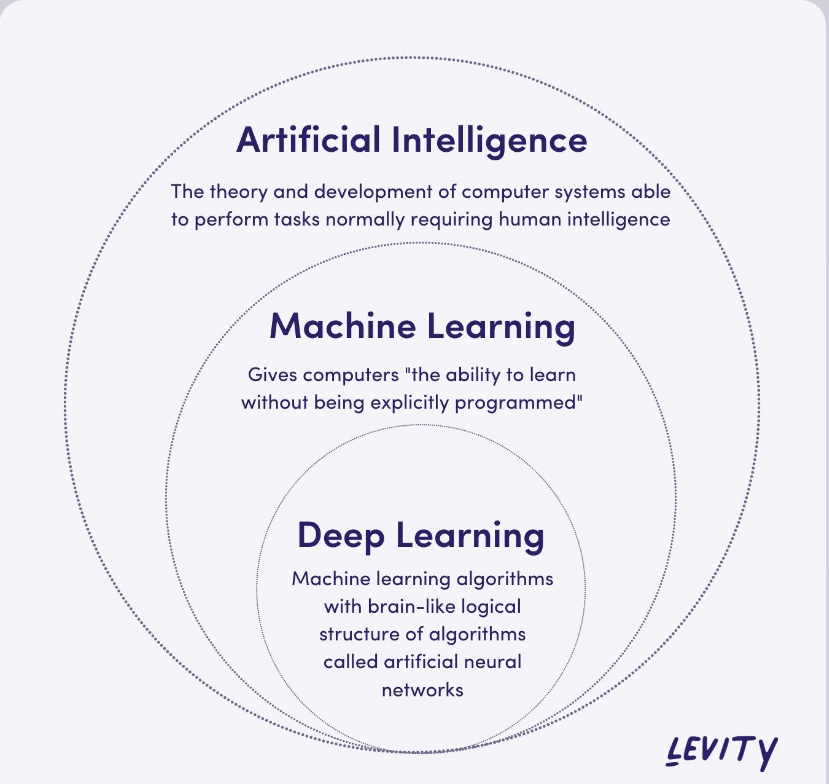 Artificial Intelligence
The theory and development of computer systems able
to perform tasks normally requiring human intelligence
Machine Learning
Gives computers "the ability to learn
without being explicitly programmed"
Deep Learning
Machine learning algorithms
with brain-like logical
structure of algorithms
called artificial neural
networks
LEVITY